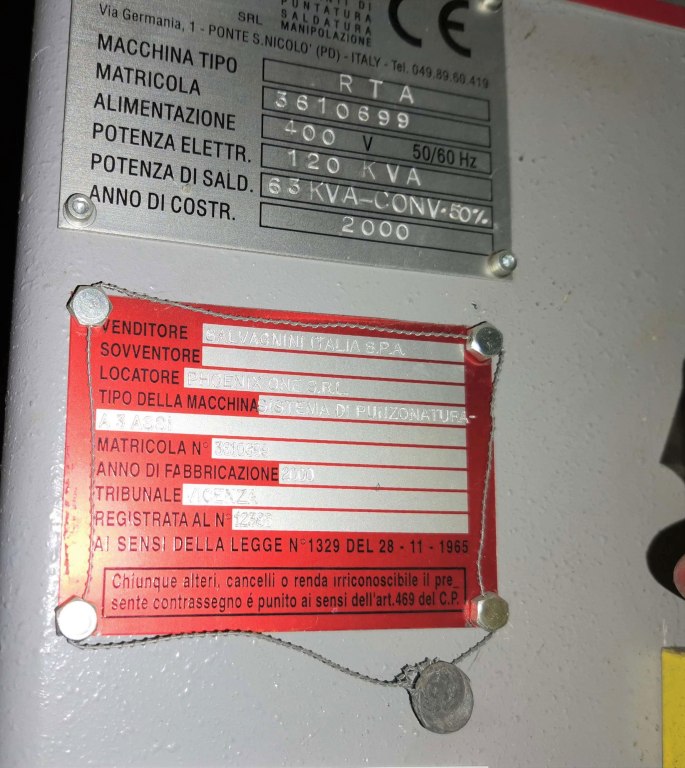 PUNTATURA
SRL SALDATURA
MANIPOLAZIONE
CE
Via Germania, 1 - PONTE S.NICOLO' (PD) - ITALY - Tel. 049.89.60.419
MACCHINA TIPO RTA
MATRICOLA 3610699
ALIMENTAZIONE 400 V 50/60 Hz
POTENZA ELETTR. 120 KVA
POTENZA DI SALD. 63 KVA-CONV.50%
ANNO DI COSTR. 2000
VENDITORE SALVAGNINI ITALIA S.P.A.
SOVVENTORE
LOCATORE PHOENIX ONE S.R.L.
TIPO DELLA MACCHINA SISTEMA DI PUNZONATURA-
A 3 ASSI
MATRICOLA N° 3610699
ANNO DI FABBRICAZIONE 2000
TRIBUNALE VICENZA
REGISTRATA AL N°
AI SENSI DELLA LEGGE N°1329 DEL 28 - 11 - 1965
Chiunque alteri, cancelli o renda irriconoscibile il pre_
sente contrassegno é punito ai sensi dell'art.469 del C.P.